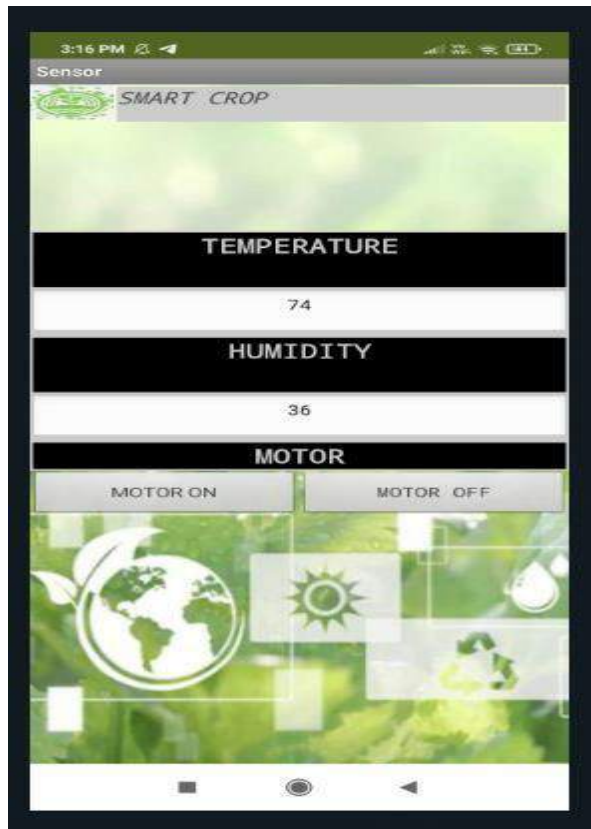 3:16 PM
Sensor
SMART CROP
TEMPERATURE
74
HUMIDITY
36
MOTOR
MOTOR ON MOTOR OFF